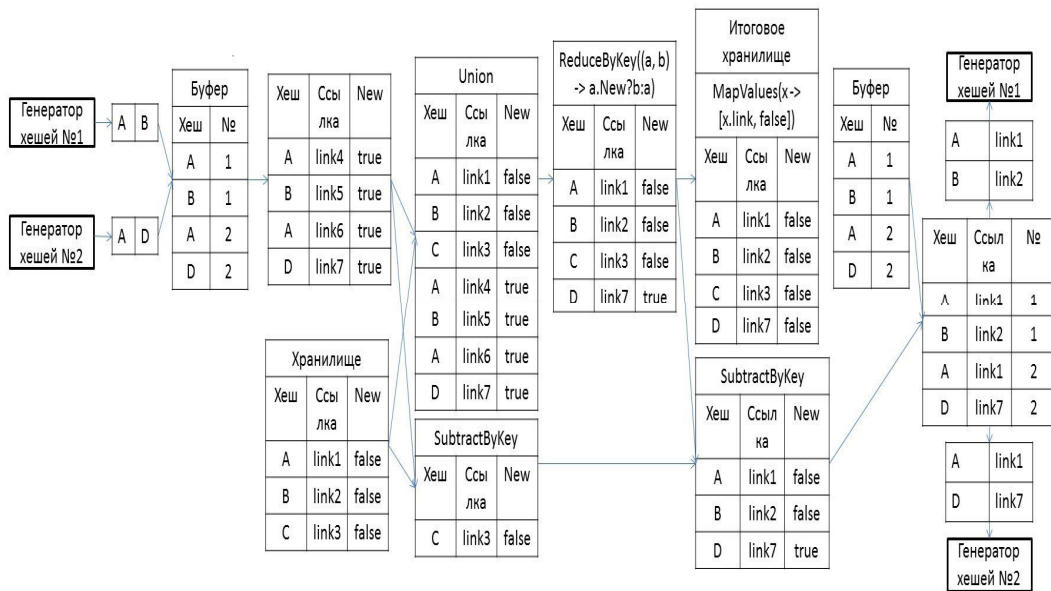 Генератор
хешей №1
A B
Генератор
хешей №2
A D
Буфер
Хеш №
A 1
B 1
A 2
D 2
Хеш Ссы New
лка
A link4 true
B link5 true
A link6 true
D link7 true
Хранилище
Хеш Ссы New
лка
A link1 false
B link2 false
C link3 false
Union
Хеш Ссы New
лка
A link1 false
B link2 false
C link3 false
A link4 true
B link5 true
A link6 true
D link7 true
SubtractByKey
Хеш Ссы New
лка
C link3 false
ReduceByKey((a, b)
-> a.New?b:a)
Хеш Ссы New
лка
A link1 false
B link2 false
C link3 false
D link7 true
Итоговое
хранилище
MapValues(x->
[x.link, false])
Хеш Ссы New
лка
A link1 false
B link2 false
C link3 false
D link7 false
SubtractByKey
Хеш Ссыл New
ка
A link1 false
B link2 false
D link7 true
Буфер
Хеш №
A 1
B 1
A 2
D 2
Генератор
хешей №1
A link1
B link2
Хеш Ссыл №
ка
A link1 1
B link2 1
A link1 2
D link7 2
A link1
D link7
Генератор
хешей №2